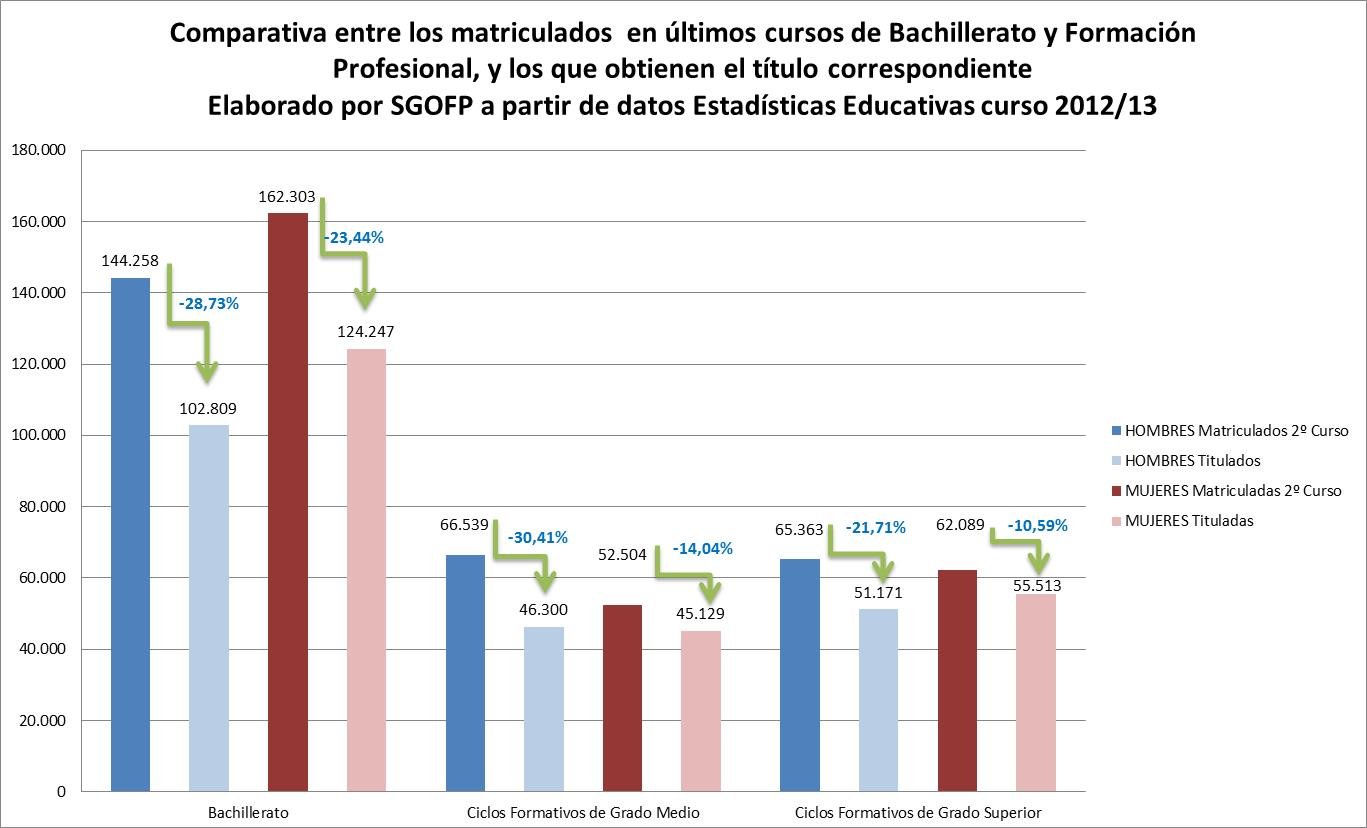 Comparativa entre los matriculados en últimos cursos de Bachillerato y Formación
Profesional, y los que obtienen el título correspondiente
Elaborado por SGOFP a partir de datos Estadísticas Educativas curso 2012/13
180.000
160.000
140.000
120.000
100.000
80.000
60.000
40.000
20.000
0
144.258
-28,73%
102.809
162.303
-23,44%
124.247
66.539
-30,41%
46.300
52.504
-14,04%
45.129
65.363
-21,71%
51.171
62.089
-10,59%
55.513
Bachillerato
Ciclos Formativos de Grado Medio
Ciclos Formativos de Grado Superior
HOMBRES Matriculados 2º Curso
HOMBRES Titulados
MUJERES Matriculadas 2º Curso
MUJERES Tituladas